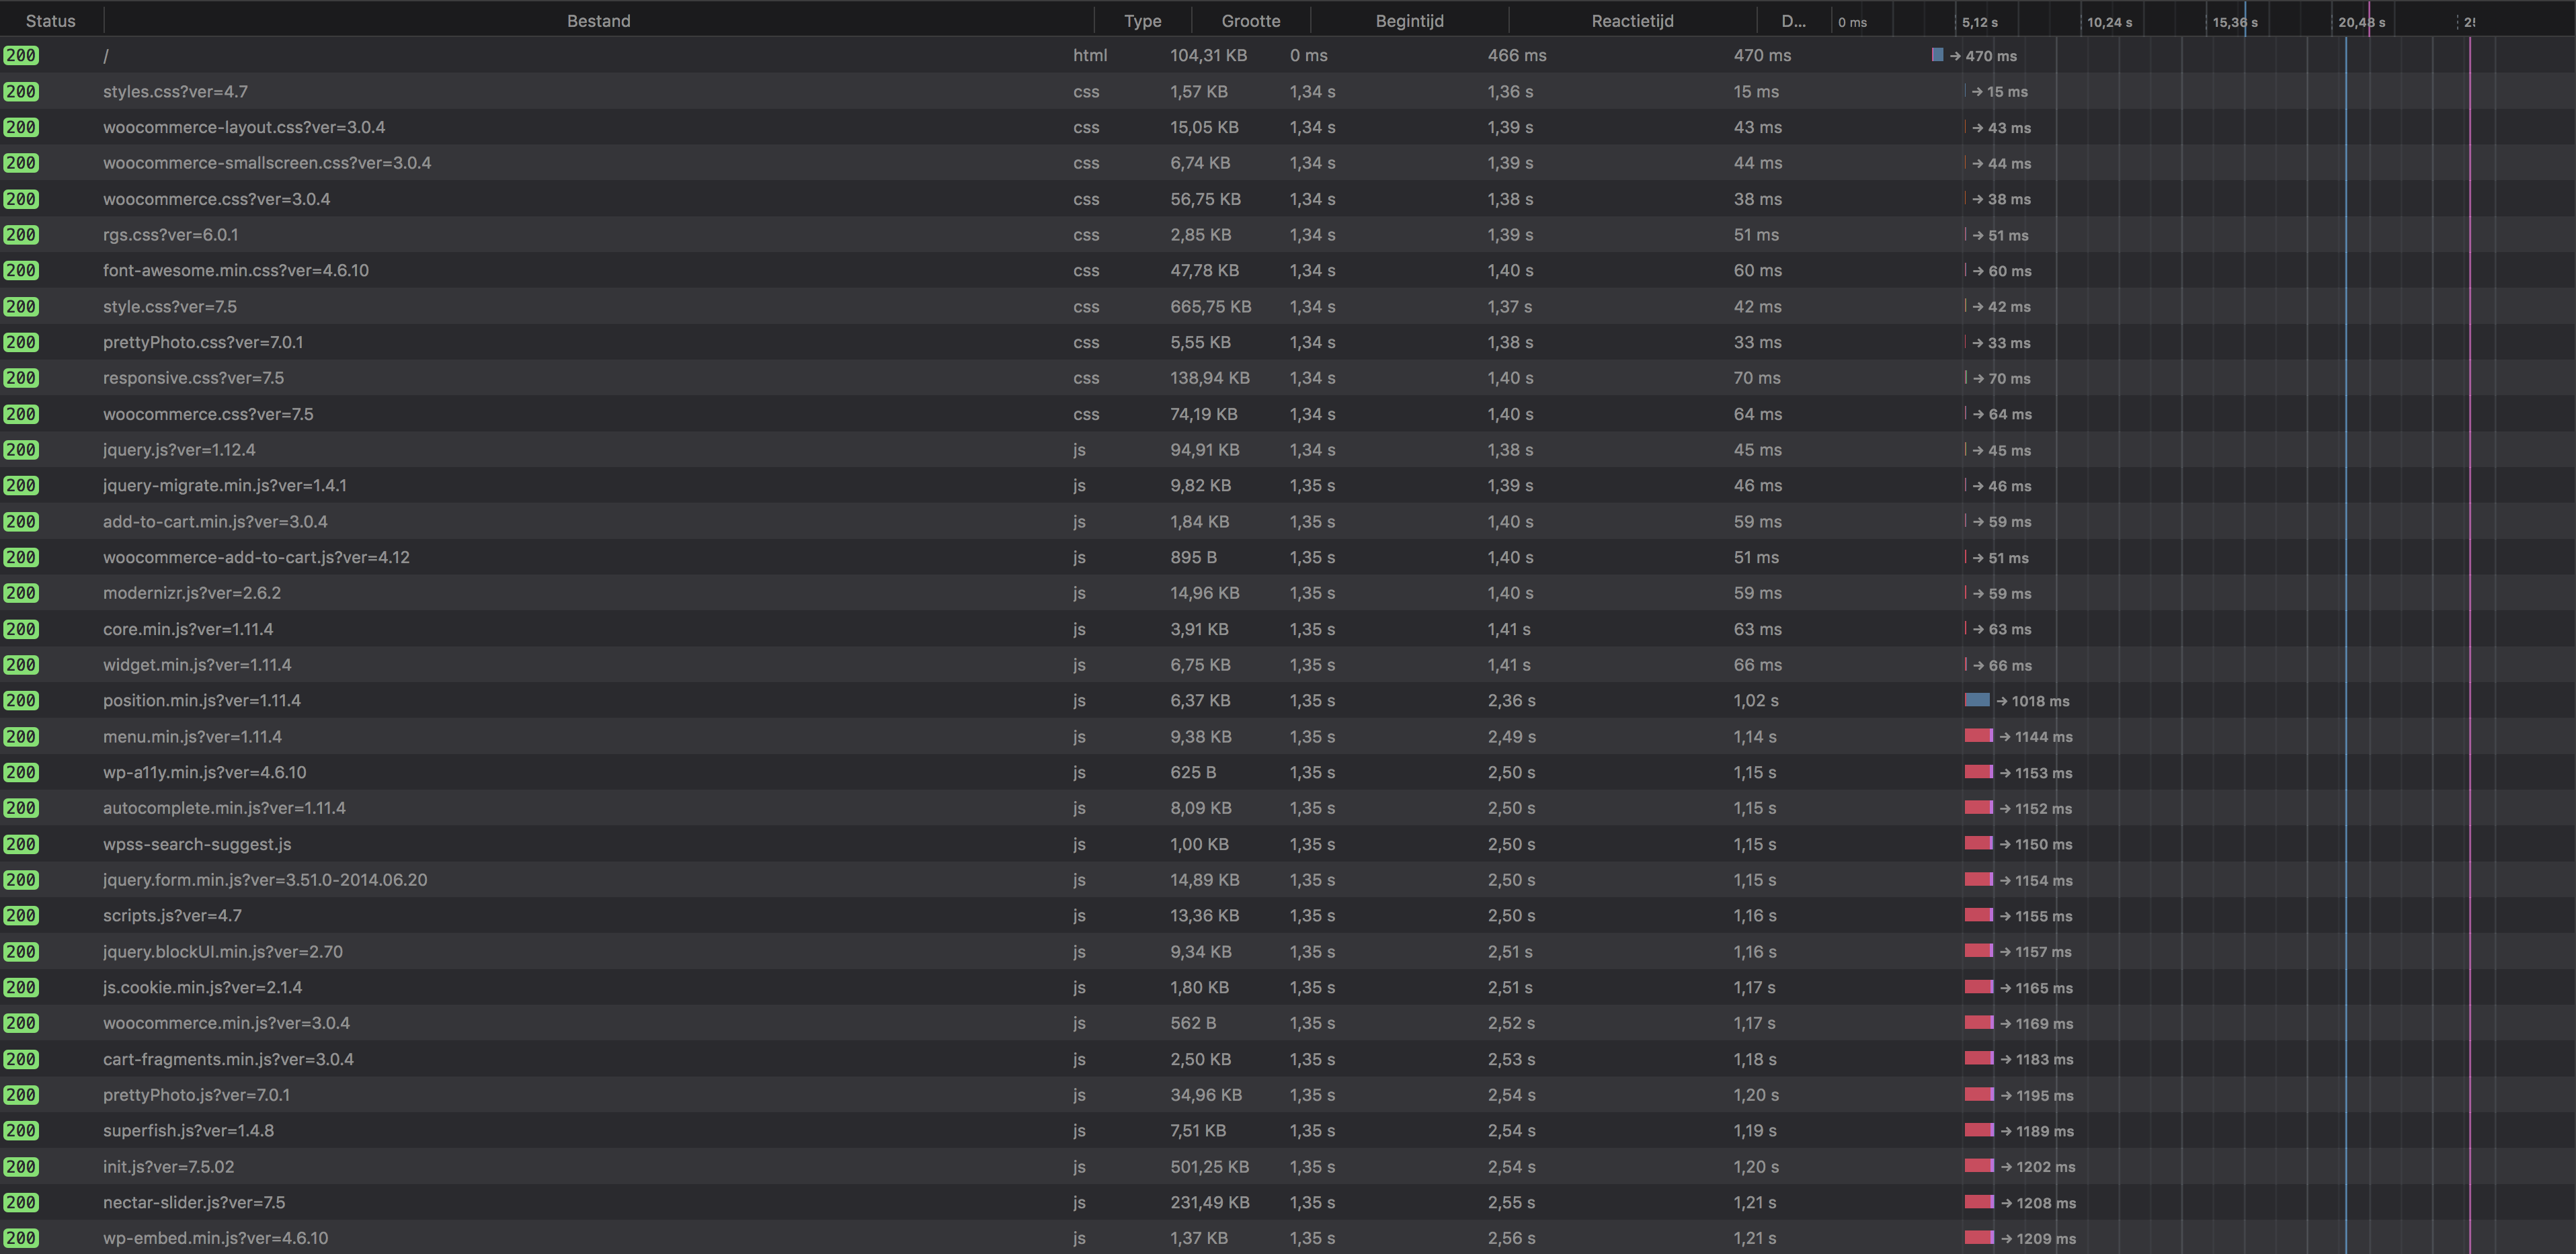 Status Bestand Type Grootte Begintijd Reactietijd D... 0 ms 5,12 s 10,24 s 15,36 s 20,48 s
200 / html 104,31 KB 0 ms 466 ms 470 ms → 470 ms
200 styles.css?ver=4.7 css 1,57 KB 1,34 s 1,36 s 15 ms → 15 ms
200 woocommerce-layout.css?ver=3.0.4 css 15,05 KB 1,34 s 1,39 s 43 ms → 43 ms
200 woocommerce-smallscreen.css?ver=3.0.4 css 6,74 KB 1,34 s 1,39 s 44 ms → 44 ms
200 woocommerce.css?ver=3.0.4 css 56,75 KB 1,34 s 1,38 s 38 ms → 38 ms
200 rgs.css?ver=6.0.1 css 2,85 KB 1,34 s 1,39 s 51 ms → 51 ms
200 font-awesome.min.css?ver=4.6.10 css 47,78 KB 1,34 s 1,40 s 60 ms → 60 ms
200 style.css?ver=7.5 css 665,75 KB 1,34 s 1,37 s 42 ms → 42 ms
200 prettyPhoto.css?ver=7.0.1 css 5,55 KB 1,34 s 1,38 s 33 ms → 33 ms
200 responsive.css?ver=7.5 css 138,94 KB 1,34 s 1,40 s 70 ms → 70 ms
200 woocommerce.css?ver=7.5 css 74,19 KB 1,34 s 1,40 s 64 ms → 64 ms
200 jquery.js?ver=1.12.4 js 94,91 KB 1,34 s 1,38 s 45 ms → 45 ms
200 jquery-migrate.min.js?ver=1.4.1 js 9,82 KB 1,35 s 1,39 s 46 ms → 46 ms
200 add-to-cart.min.js?ver=3.0.4 js 1,84 KB 1,35 s 1,40 s 59 ms → 59 ms
200 woocommerce-add-to-cart.js?ver=4.12 js 895 B 1,35 s 1,40 s 51 ms → 51 ms
200 modernizr.js?ver=2.6.2 js 14,96 KB 1,35 s 1,40 s 59 ms → 59 ms
200 core.min.js?ver=1.11.4 js 3,91 KB 1,35 s 1,41 s 63 ms → 63 ms
200 widget.min.js?ver=1.11.4 js 6,75 KB 1,35 s 1,41 s 66 ms → 66 ms
200 position.min.js?ver=1.11.4 js 6,37 KB 1,35 s 2,36 s 1,02 s → 1018 ms
200 menu.min.js?ver=1.11.4 js 9,38 KB 1,35 s 2,49 s 1,14 s → 1144 ms
200 wp-a11y.min.js?ver=4.6.10 js 625 B 1,35 s 2,50 s 1,15 s → 1153 ms
200 autocomplete.min.js?ver=1.11.4 js 8,09 KB 1,35 s 2,50 s 1,15 s → 1152 ms
200 wpss-search-suggest.js js 1,00 KB 1,35 s 2,50 s 1,15 s → 1150 ms
200 jquery.form.min.js?ver=3.51.0-2014.06.20 js 14,89 KB 1,35 s 2,50 s 1,15 s → 1154 ms
200 scripts.js?ver=4.7 js 13,36 KB 1,35 s 2,50 s 1,16 s → 1155 ms
200 jquery.blockUI.min.js?ver=2.70 js 9,34 KB 1,35 s 2,51 s 1,16 s → 1157 ms
200 js.cookie.min.js?ver=2.1.4 js 1,80 KB 1,35 s 2,51 s 1,17 s → 1165 ms
200 woocommerce.min.js?ver=3.0.4 js 562 B 1,35 s 2,52 s 1,17 s → 1169 ms
200 cart-fragments.min.js?ver=3.0.4 js 2,50 KB 1,35 s 2,53 s 1,18 s → 1183 ms
200 prettyPhoto.js?ver=7.0.1 js 34,96 KB 1,35 s 2,54 s 1,20 s → 1195 ms
200 superfish.js?ver=1.4.8 js 7,51 KB 1,35 s 2,54 s 1,19 s → 1189 ms
200 init.js?ver=7.5.02 js 501,25 KB 1,35 s 2,54 s 1,20 s → 1202 ms
200 nectar-slider.js?ver=7.5 js 231,49 KB 1,35 s 2,55 s 1,21 s → 1208 ms
200 wp-embed.min.js?ver=4.6.10 js 1,37 KB 1,35 s 2,56 s 1,21 s → 1209 ms